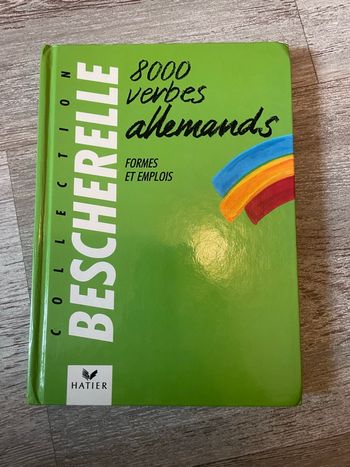 COLLECTION
BESCHERELLE
8000
verbes
allemands
FORMES
ET EMPLOIS
HATIER